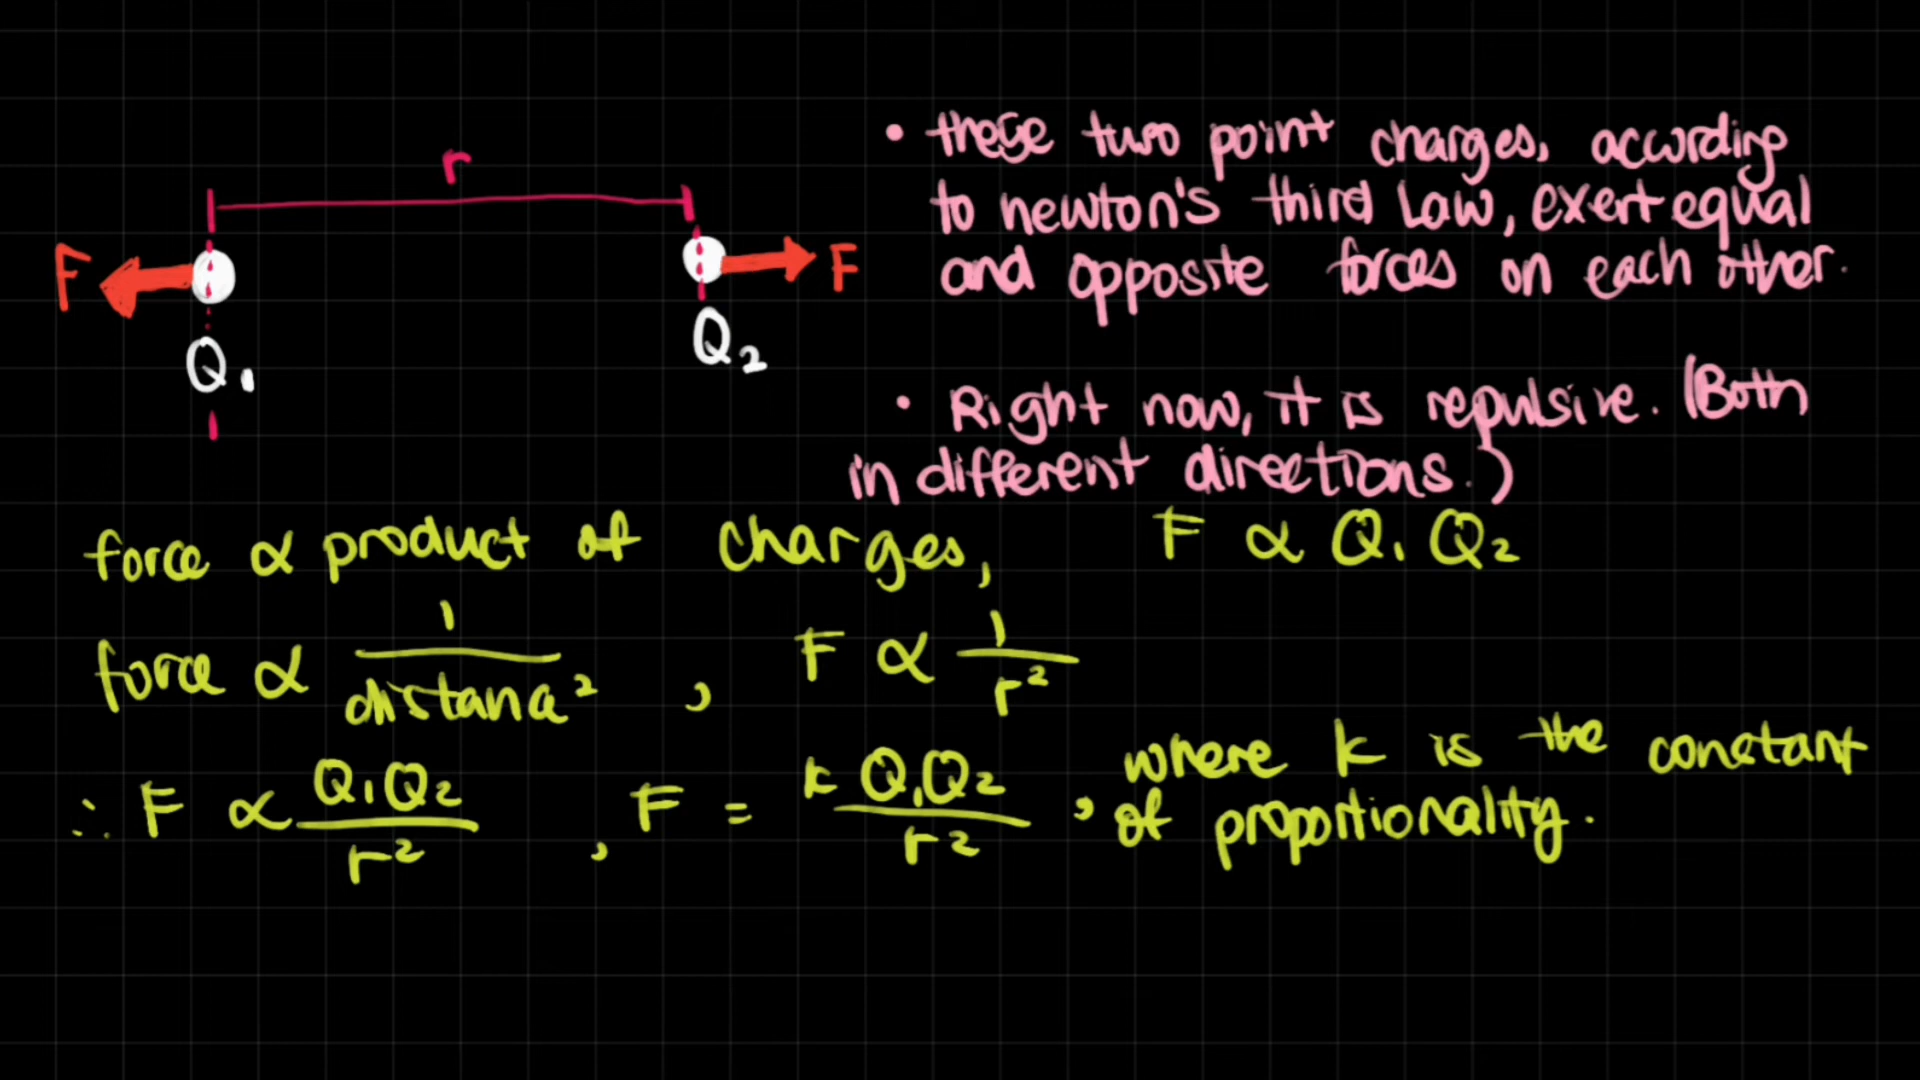 r
F
F
Q₁
Q₂
• these two point charges, according
to newton's third Law, exert equal
and opposite forces on each other.
• Right now, it is repulsive. (Both
in different directions.)
force ∝ product of charges, F ∝ Q₁ Q₂
force ∝ 1/distance² , F ∝ 1/r²
∴ F ∝ Q₁Q₂/r² , F = k Q₁Q₂/r² , where k is the constant
of proportionality.